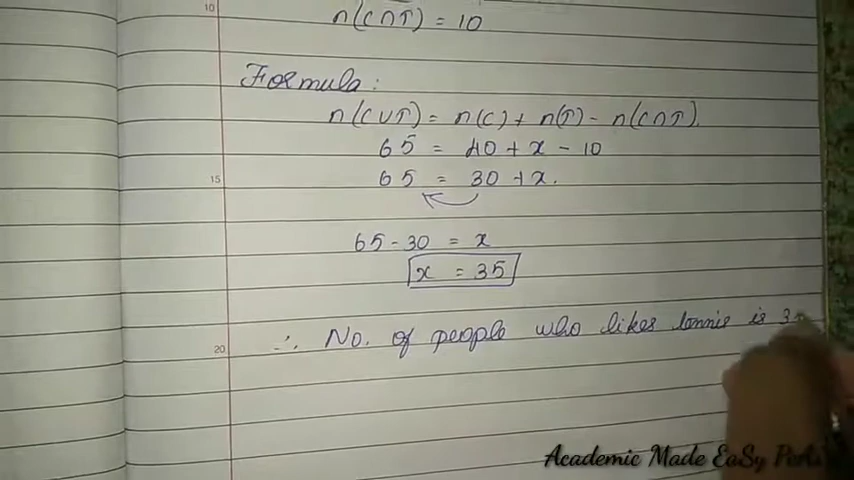 10
n(C∩T) = 10
Formula:
n(C∪T) = n(C) + n(T) - n(C∩T).
65 = 40 + x - 10
15
65 = 30 + x.
65 - 30 = x
x = 35
20
∴ No. of people who likes tennis is
Academic Made EaSy